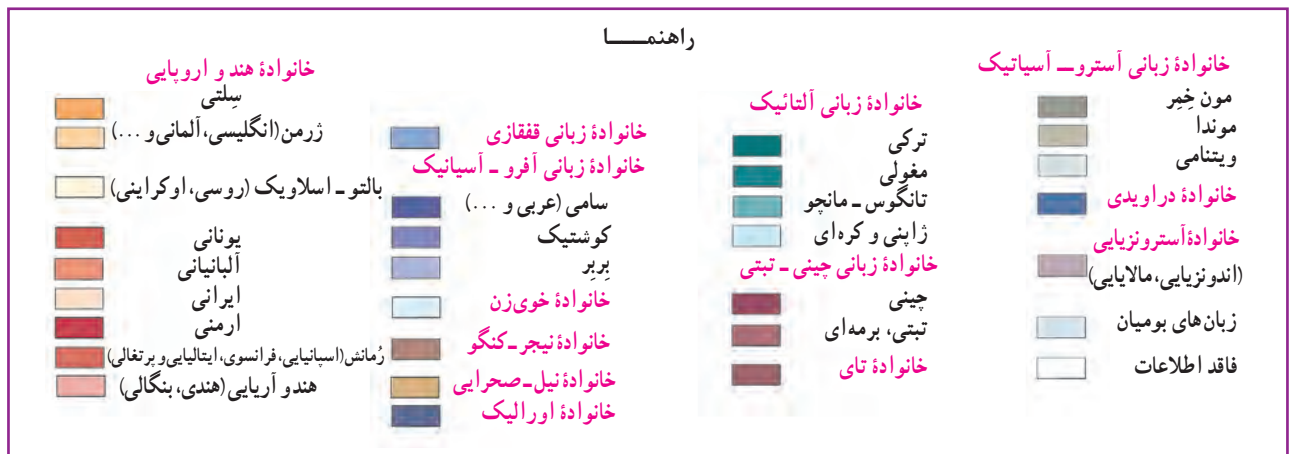 راهنمـــا
خانوادهٔ زبانی آسترو ـ آسیاتیک
مون خِمِر
موندا
ویتنامی
خانوادهٔ دراویدی
خانوادهٔ آسترونزیایی
(اندونزیایی، مالایایی)
زبان‌های بومیان
فاقد اطلاعات
خانوادهٔ زبانی آلتائیک
ترکی
مغولی
تانگوس ـ مانچو
ژاپنی و کره‌ای
خانوادهٔ زبانی چینی ـ تبتی
چینی
تبتی، برمه‌ای
خانوادهٔ تای
خانوادهٔ زبانی قفقازی
خانوادهٔ زبانی آفرو ـ آسیانیک
سامی (عربی و ...)
کوشتیک
بِربِر
خانوادهٔ خوی‌زن
خانوادهٔ نیجر ـ کنگو
خانوادهٔ نیل ـ صحرایی
خانوادهٔ اورالیک
خانوادهٔ هند و اروپایی
سِلتی
ژرمن (انگلیسی، آلمانی و ...)
بالتو ـ اسلاویک (روسی، اوکراینی)
یونانی
آلبانیانی
ایرانی
ارمنی
رُمانش (اسپانیایی، فرانسوی، ایتالیایی و پرتغالی)
هندو آریایی (هندی، بنگالی)